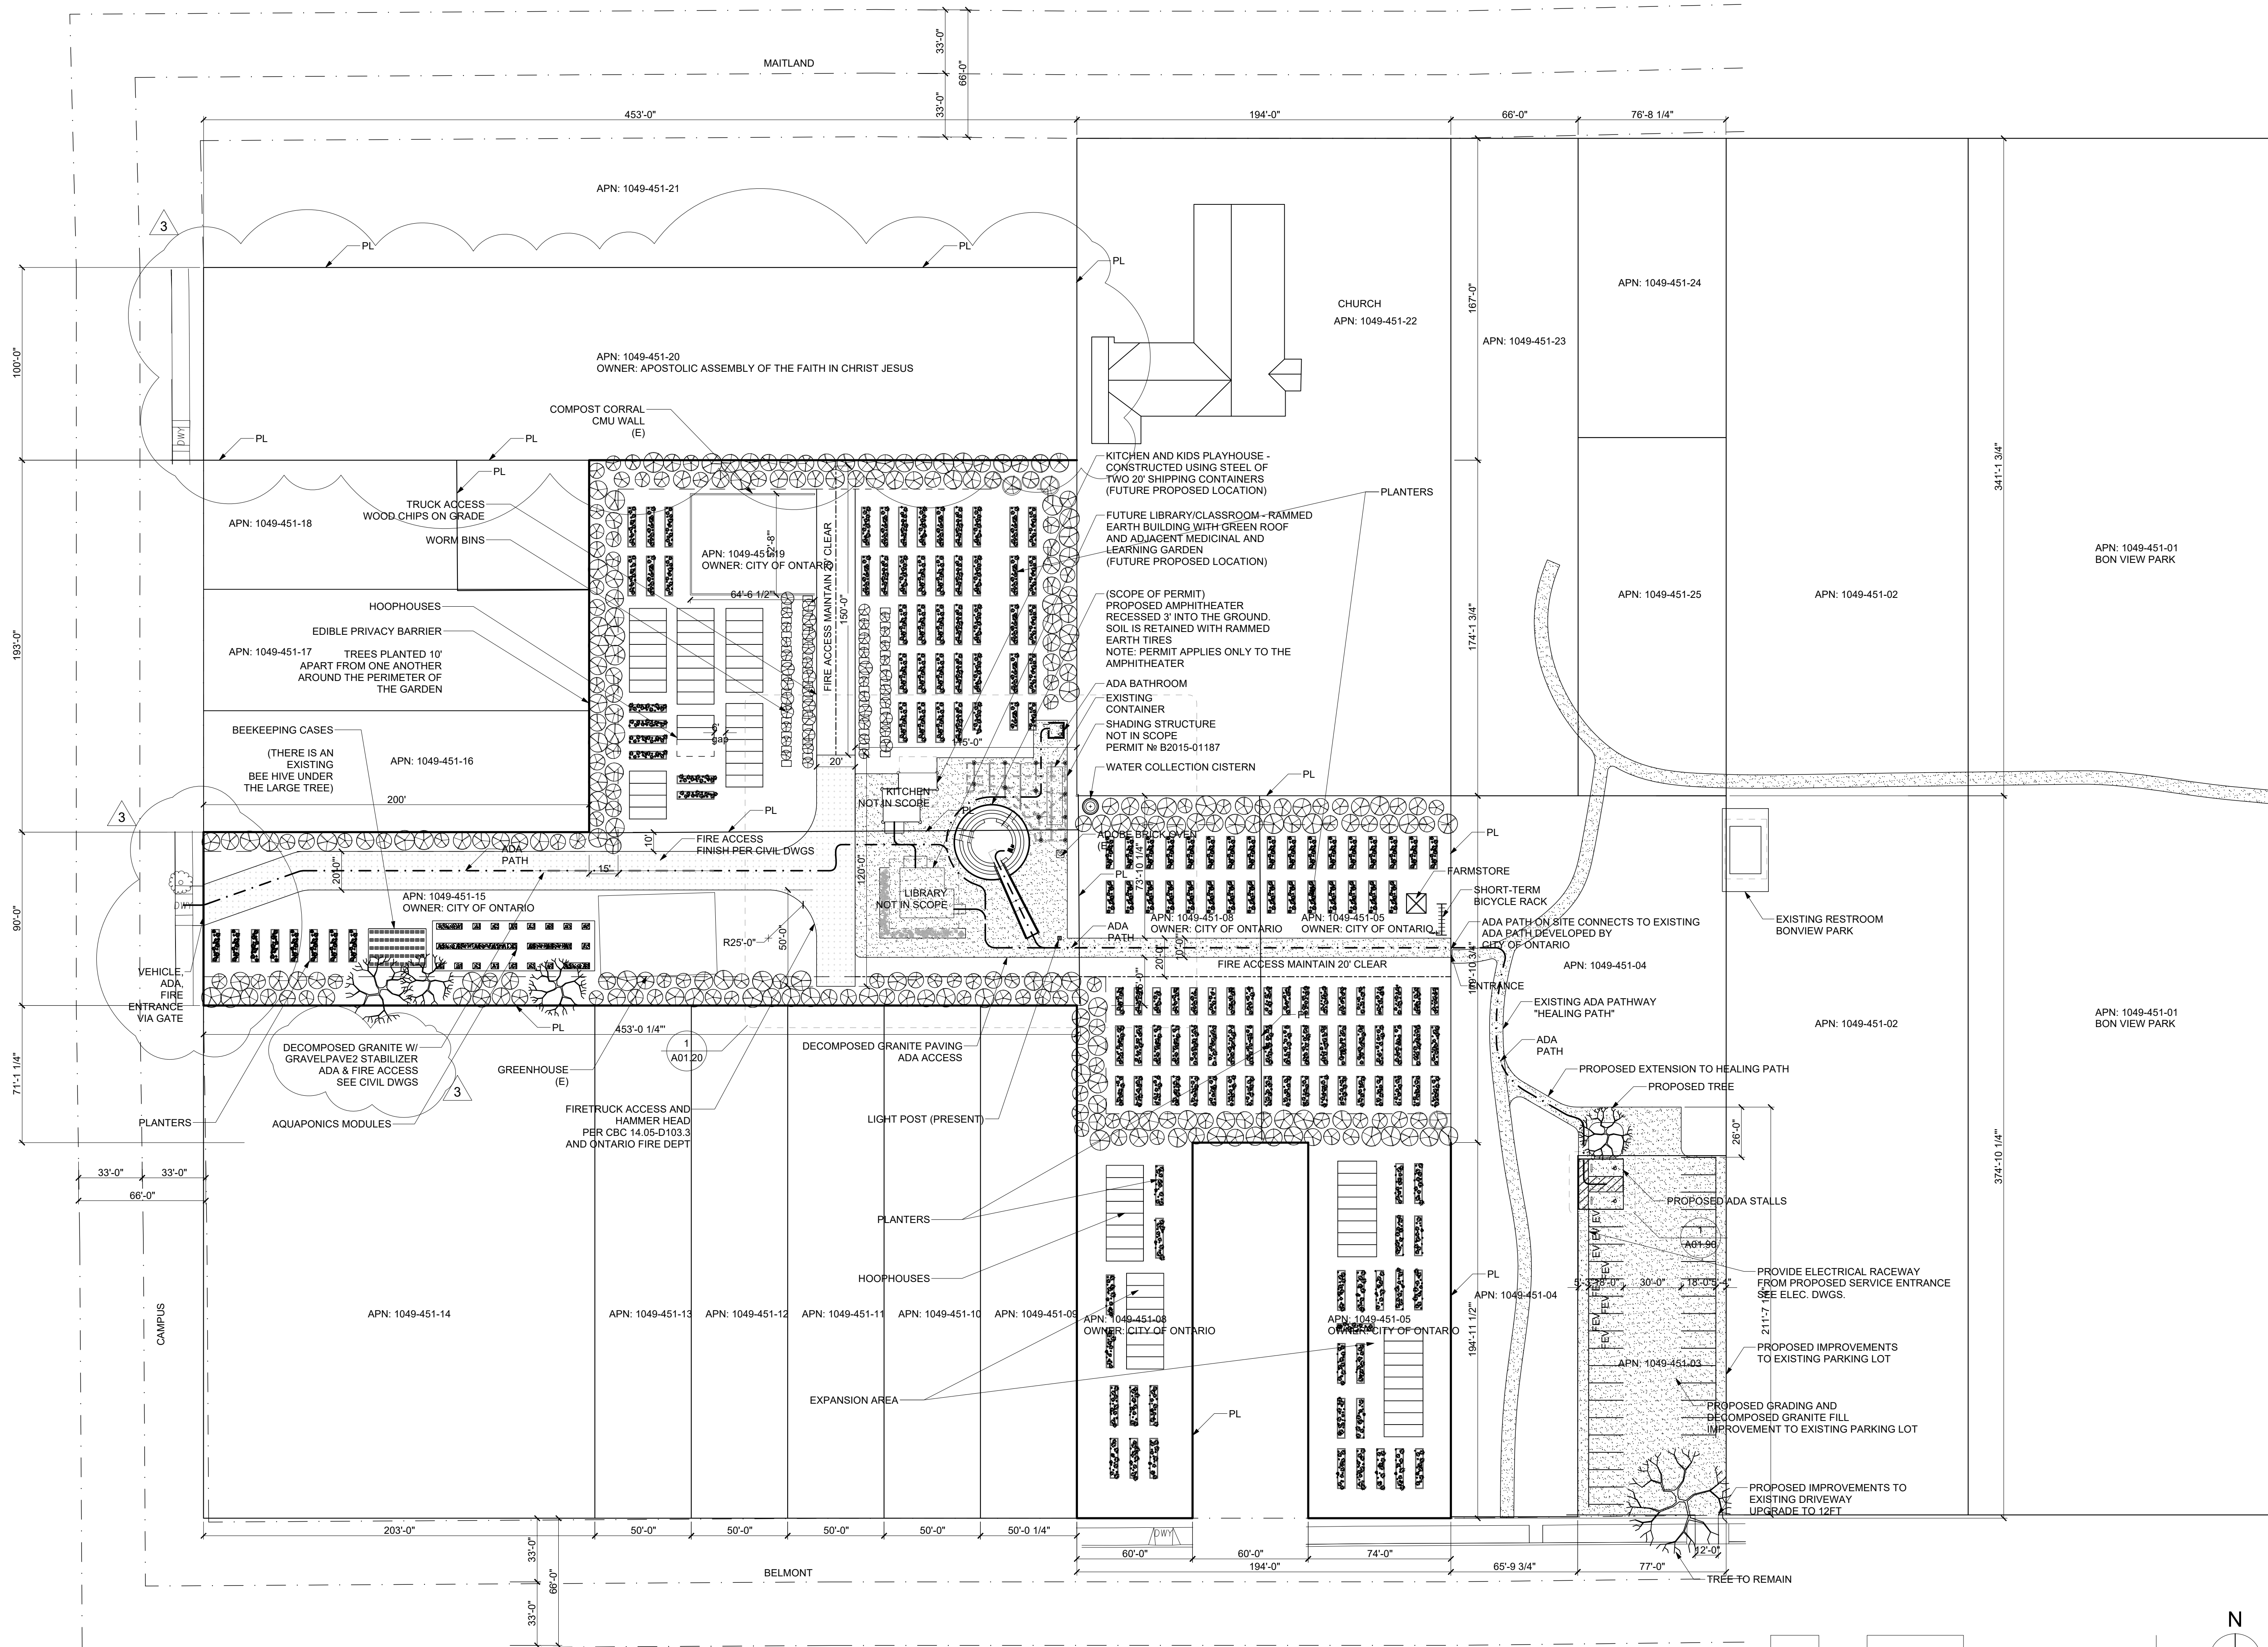 MAITLAND
33'-0"
66'-0"
33'-0"
453'-0"
194'-0"
66'-0"
76'-8 1/4"
APN: 1049-451-21
3
PL
PL
PL
CHURCH
APN: 1049-451-22
167'-0"
APN: 1049-451-23
APN: 1049-451-24
341'-1 3/4"
100'-0"
APN: 1049-451-20
OWNER: APOSTOLIC ASSEMBLY OF THE FAITH IN CHRIST JESUS
DWY
PL
PL
PL
COMPOST CORRAL
CMU WALL
(E)
KITCHEN AND KIDS PLAYHOUSE -
CONSTRUCTED USING STEEL OF
TWO 20' SHIPPING CONTAINERS
(FUTURE PROPOSED LOCATION)
PLANTERS
TRUCK ACCESS
WOOD CHIPS ON GRADE
WORM BINS
APN: 1049-451-18
APN: 1049-451-19
OWNER: CITY OF ONTARIO
64'-6 1/2"
FIRE ACCESS MAINTAIN 20' CLEAR
150'-0"
FUTURE LIBRARY/CLASSROOM - RAMMED
EARTH BUILDING WITH GREEN ROOF
AND ADJACENT MEDICINAL AND
LEARNING GARDEN
(FUTURE PROPOSED LOCATION)
APN: 1049-451-01
BON VIEW PARK
APN: 1049-451-25
APN: 1049-451-02
174'-1 3/4"
193'-0"
HOOPHOUSES
EDIBLE PRIVACY BARRIER
APN: 1049-451-17
TREES PLANTED 10'
APART FROM ONE ANOTHER
AROUND THE PERIMETER OF
THE GARDEN
(SCOPE OF PERMIT)
PROPOSED AMPHITHEATER
RECESSED 3' INTO THE GROUND.
SOIL IS RETAINED WITH RAMMED
EARTH TIRES
NOTE: PERMIT APPLIES ONLY TO THE
AMPHITHEATER
ADA BATHROOM
EXISTING
CONTAINER
SHADING STRUCTURE
NOT IN SCOPE
PERMIT № B2015-01187
WATER COLLECTION CISTERN
BEEKEEPING CASES
(THERE IS AN
EXISTING
BEE HIVE UNDER
THE LARGE TREE)
APN: 1049-451-16
200'
gap
115'-0"
20'
KITCHEN
NOT IN SCOPE
PL
PL
PL
3
10'
FIRE ACCESS
FINISH PER CIVIL DWGS
ADA
PATH
20'-0"
15'
120'-0"
ADOBE BRICK OVEN
(E)
73'-10 1/4"
PL
PL
APN: 1049-451-15
OWNER: CITY OF ONTARIO
LIBRARY
NOT IN SCOPE
FARMSTORE
SHORT-TERM
BICYCLE RACK
DWY
90'-0"
R25'-0"
50'-0"
APN: 1049-451-08
OWNER: CITY OF ONTARIO
APN: 1049-451-05
OWNER: CITY OF ONTARIO
ADA
PATH
20'-0"
10'-0"
ADA PATH ON SITE CONNECTS TO EXISTING
ADA PATH DEVELOPED BY
CITY OF ONTARIO
EXISTING RESTROOM
BONVIEW PARK
FIRE ACCESS MAINTAIN 20' CLEAR
APN: 1049-451-04
ENTRANCE
VEHICLE,
ADA,
FIRE
ENTRANCE
VIA GATE
EXISTING ADA PATHWAY
"HEALING PATH"
APN: 1049-451-02
APN: 1049-451-01
BON VIEW PARK
PL
PL
453'-0 1/4"
1
A01.20
DECOMPOSED GRANITE W/
GRAVELPAVE2 STABILIZER
ADA & FIRE ACCESS
SEE CIVIL DWGS
3
GREENHOUSE
(E)
DECOMPOSED GRANITE PAVING
ADA ACCESS
ADA
PATH
PROPOSED EXTENSION TO HEALING PATH
PROPOSED TREE
71'-1 1/4"
PLANTERS
AQUAPONICS MODULES
FIRETRUCK ACCESS AND
HAMMER HEAD
PER CBC 14.05-D103.3
AND ONTARIO FIRE DEPT
LIGHT POST (PRESENT)
26'-0"
374'-10 1/4"
33'-0"
33'-0"
66'-0"
PROPOSED ADA STALLS
PLANTERS
1
A01.90
HOOPHOUSES
PL
PROVIDE ELECTRICAL RACEWAY
FROM PROPOSED SERVICE ENTRANCE
SEE ELEC. DWGS.
30'-0"
APN: 1049-451-04
CAMPUS
APN: 1049-451-14
APN: 1049-451-13
APN: 1049-451-12
APN: 1049-451-11
APN: 1049-451-10
APN: 1049-451-09
APN: 1049-451-08
OWNER: CITY OF ONTARIO
APN: 1049-451-05
OWNER: CITY OF ONTARIO
194'-11 1/2"
PROPOSED IMPROVEMENTS
TO EXISTING PARKING LOT
APN: 1049-451-03
EXPANSION AREA
PL
PROPOSED GRADING AND
DECOMPOSED GRANITE FILL
IMPROVEMENT TO EXISTING PARKING LOT
PROPOSED IMPROVEMENTS TO
EXISTING DRIVEWAY
UPGRADE TO 12FT
203'-0"
50'-0"
50'-0"
50'-0"
50'-0"
50'-0 1/4"
DWY
60'-0"
60'-0"
74'-0"
12'-0"
194'-0"
65'-9 3/4"
77'-0"
33'-0"
66'-0"
33'-0"
BELMONT
TREE TO REMAIN
N